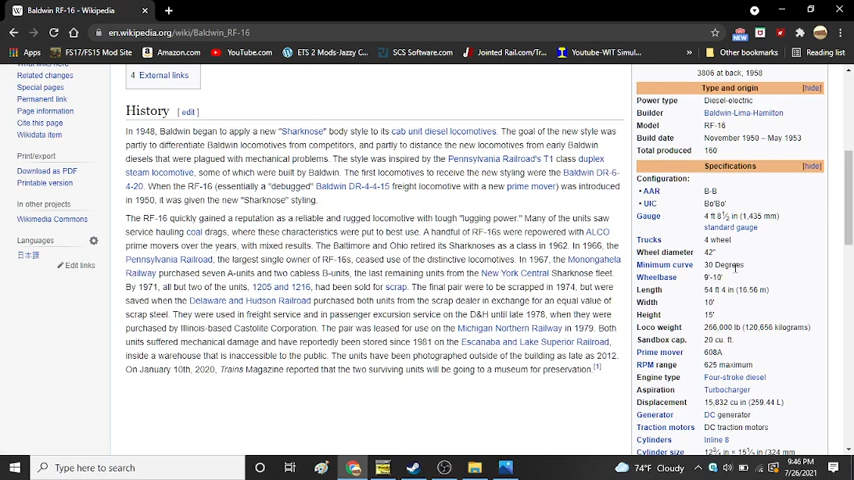 Baldwin RF-16 - Wikipedia
en.wikipedia.org/wiki/Baldwin_RF-16
Apps FS17/FS15 Mod Site Amazon.com YouTube.com ETS 2 Mods-Jazzy C... SCS Software.com Jointed Rail.com/Tr... Youtube-WIT Simul... » Other bookmarks Reading list
Related changes
Special pages
Permanent link
Page information
Cite this page
Wikidata item
Print/export
Download as PDF
Printable version
In other projects
Wikimedia Commons
Languages
日本語
Edit links
4 External links
History [ edit ]
In 1948, Baldwin began to apply a new "Sharknose" body style to its cab unit diesel locomotives. The goal of the new style was
partly to differentiate Baldwin locomotives from competitors, and partly to distance the new locomotives from early Baldwin
diesels that were plagued with mechanical problems. The style was inspired by the Pennsylvania Railroad's T1 class duplex
steam locomotive, some of which were built by Baldwin. The first locomotives to receive the new styling were the Baldwin DR-6-
4-20. When the RF-16 (essentially a "debugged" Baldwin DR-4-4-15 freight locomotive with a new prime mover) was introduced
in 1950, it was given the new "Sharknose" styling.
The RF-16 quickly gained a reputation as a reliable and rugged locomotive with tough "lugging power." Many of the units saw
service hauling coal drags, where these characteristics were put to best use. A handful of RF-16s were repowered with ALCO
prime movers over the years, with mixed results. The Baltimore and Ohio retired its Sharknoses as a class in 1962. In 1966, the
Pennsylvania Railroad, the largest single owner of RF-16s, ceased use of the distinctive locomotives. In 1967, the Monongahela
Railway purchased seven A-units and two cabless B-units, the last remaining units from the New York Central Sharknose fleet.
By 1971, all but two of the units, 1205 and 1216, had been sold for scrap. The final pair were to be scrapped in 1974, but were
saved when the Delaware and Hudson Railroad purchased both units from the scrap dealer in exchange for an equal value of
scrap steel. They were used in freight service and in passenger excursion service on the D&H until late 1978, when they were
purchased by Illinois-based Castolite Corporation. The pair was leased for use on the Michigan Northern Railway in 1979. Both
units suffered mechanical damage and have reportedly been stored since 1981 on the Escanaba and Lake Superior Railroad,
inside a warehouse that is inaccessible to the public. The units have been photographed outside of the building as late as 2012.
On January 10th, 2020, Trains Magazine reported that the two surviving units will be going to a museum for preservation.[1]
3806 at back, 1958
Type and origin [hide]
Power type Diesel-electric
Builder Baldwin-Lima-Hamilton
Model RF-16
Build date November 1950 – May 1953
Total produced 160
Specifications [hide]
Configuration:
• AAR B-B
• UIC Bo'Bo'
Gauge 4 ft 8½ in (1,435 mm)
standard gauge
Trucks 4 wheel
Wheel diameter 42"
Minimum curve 30 Degrees
Wheelbase 9'-10'
Length 54 ft 4 in (16.56 m)
Width 10'
Height 15'
Loco weight 266,000 lb (120,656 kilograms)
Sandbox cap. 20 cu. ft.
Prime mover 608A
RPM range 625 maximum
Engine type Four-stroke diesel
Aspiration Turbocharger
Displacement 15,832 cu in (259.44 L)
Generator DC generator
Traction motors DC traction motors
Cylinders Inline 8
Cylinder size
Type here to search
74°F Cloudy
9:46 PM
7/26/2021